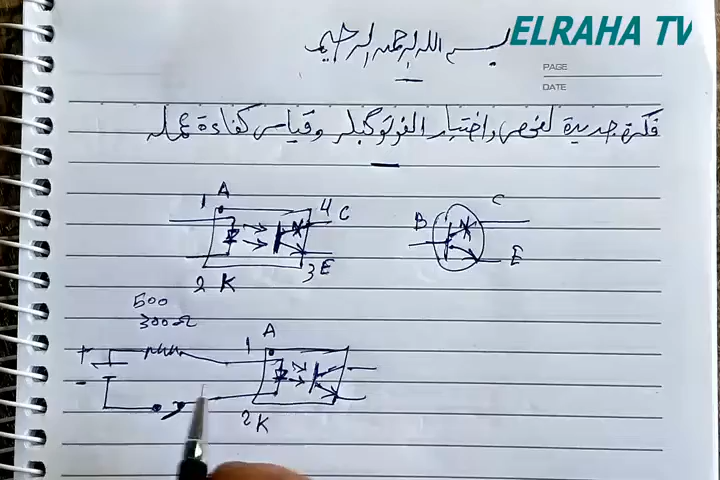 ELRAHA TV
بسم الله الرحمن الرحيم
PAGE
DATE
فكرة جديدة لفحص واختبار الفوتوكبلر وقياس كفاءة عمله
1 A 4 C
2 K 3 E
B C E
500
300Ω
+ 1 A
-
2 K